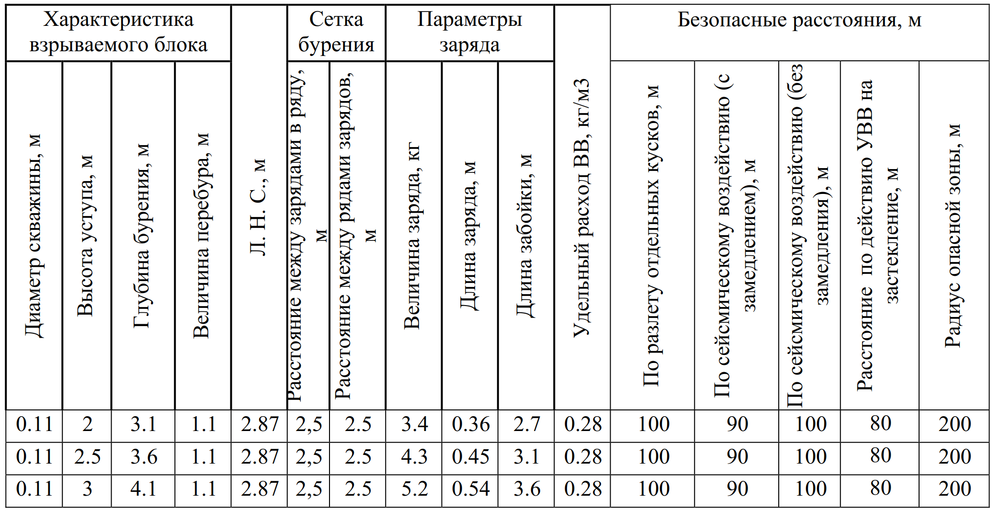 Характеристика
взрываемого блока
Л. Н. С., м
Сетка
бурения
Параметры
заряда
Удельный расход ВВ, кг/м3
Безопасные расстояния, м
Диаметр скважины, м
Высота уступа, м
Глубина бурения, м
Величина перебура, м
Расстояние между зарядами в ряду,
м
Расстояние между рядами зарядов,
м
Величина заряда, кг
Длина заряда, м
Длина забойки, м
По разлету отдельных кусков, м
По сейсмическому воздействию (с
замедлением), м
По сейсмическому воздействию (без
замедления), м
Расстояние по действию УВВ на
застекление, м
Радиус опасной зоны, м
0.11 2 3.1 1.1 2.87 2,5 2.5 3.4 0.36 2.7 0.28 100 90 100 80 200
0.11 2.5 3.6 1.1 2.87 2,5 2.5 4.3 0.45 3.1 0.28 100 90 100 80 200
0.11 3 4.1 1.1 2.87 2,5 2.5 5.2 0.54 3.6 0.28 100 90 100 80 200